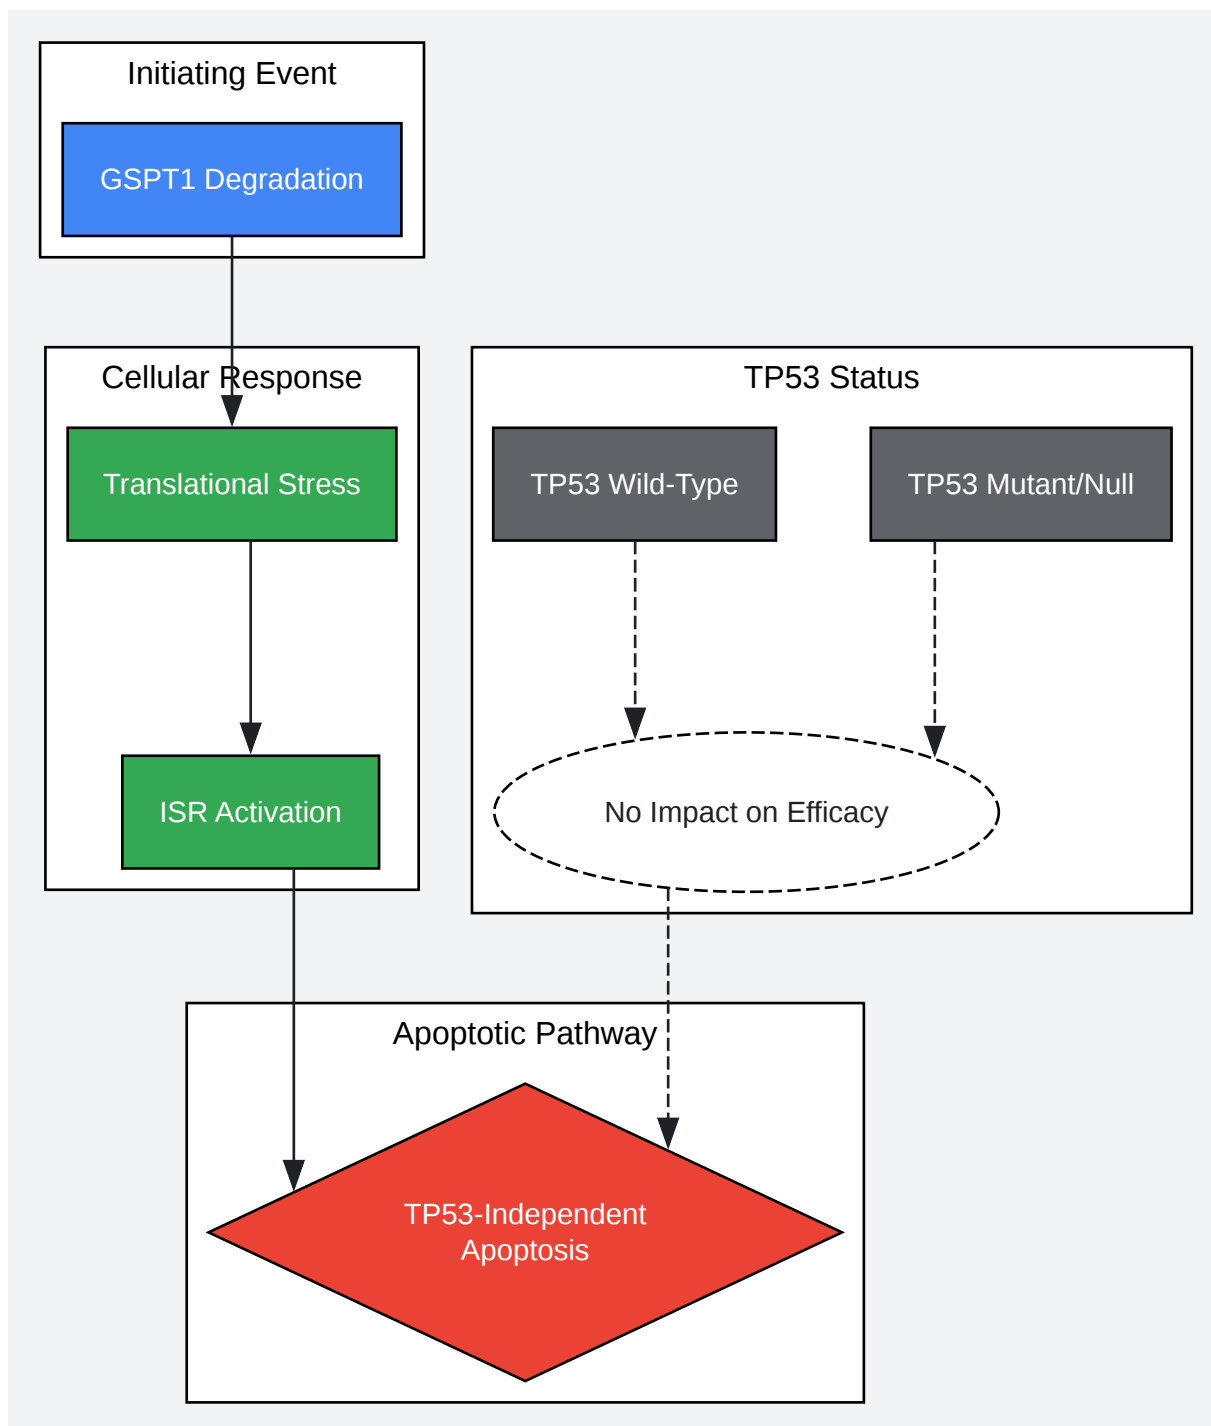 Initiating Event
GSPT1 Degradation
Cellular Response
TP53 Status
Translational Stress
TP53 Wild-Type
TP53 Mutant/Null
ISR Activation
No Impact on Efficacy
Apoptotic Pathway
TP53-Independent
Apoptosis